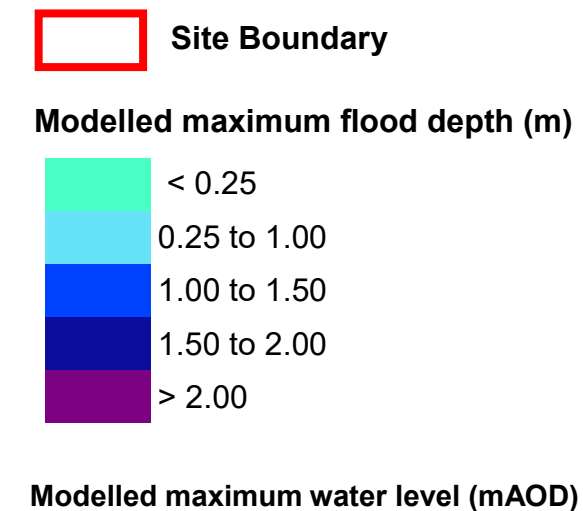 Site Boundary
Modelled maximum flood depth (m)
< 0.25
0.25 to 1.00
1.00 to 1.50
1.50 to 2.00
> 2.00
Modelled maximum water level (mAOD)